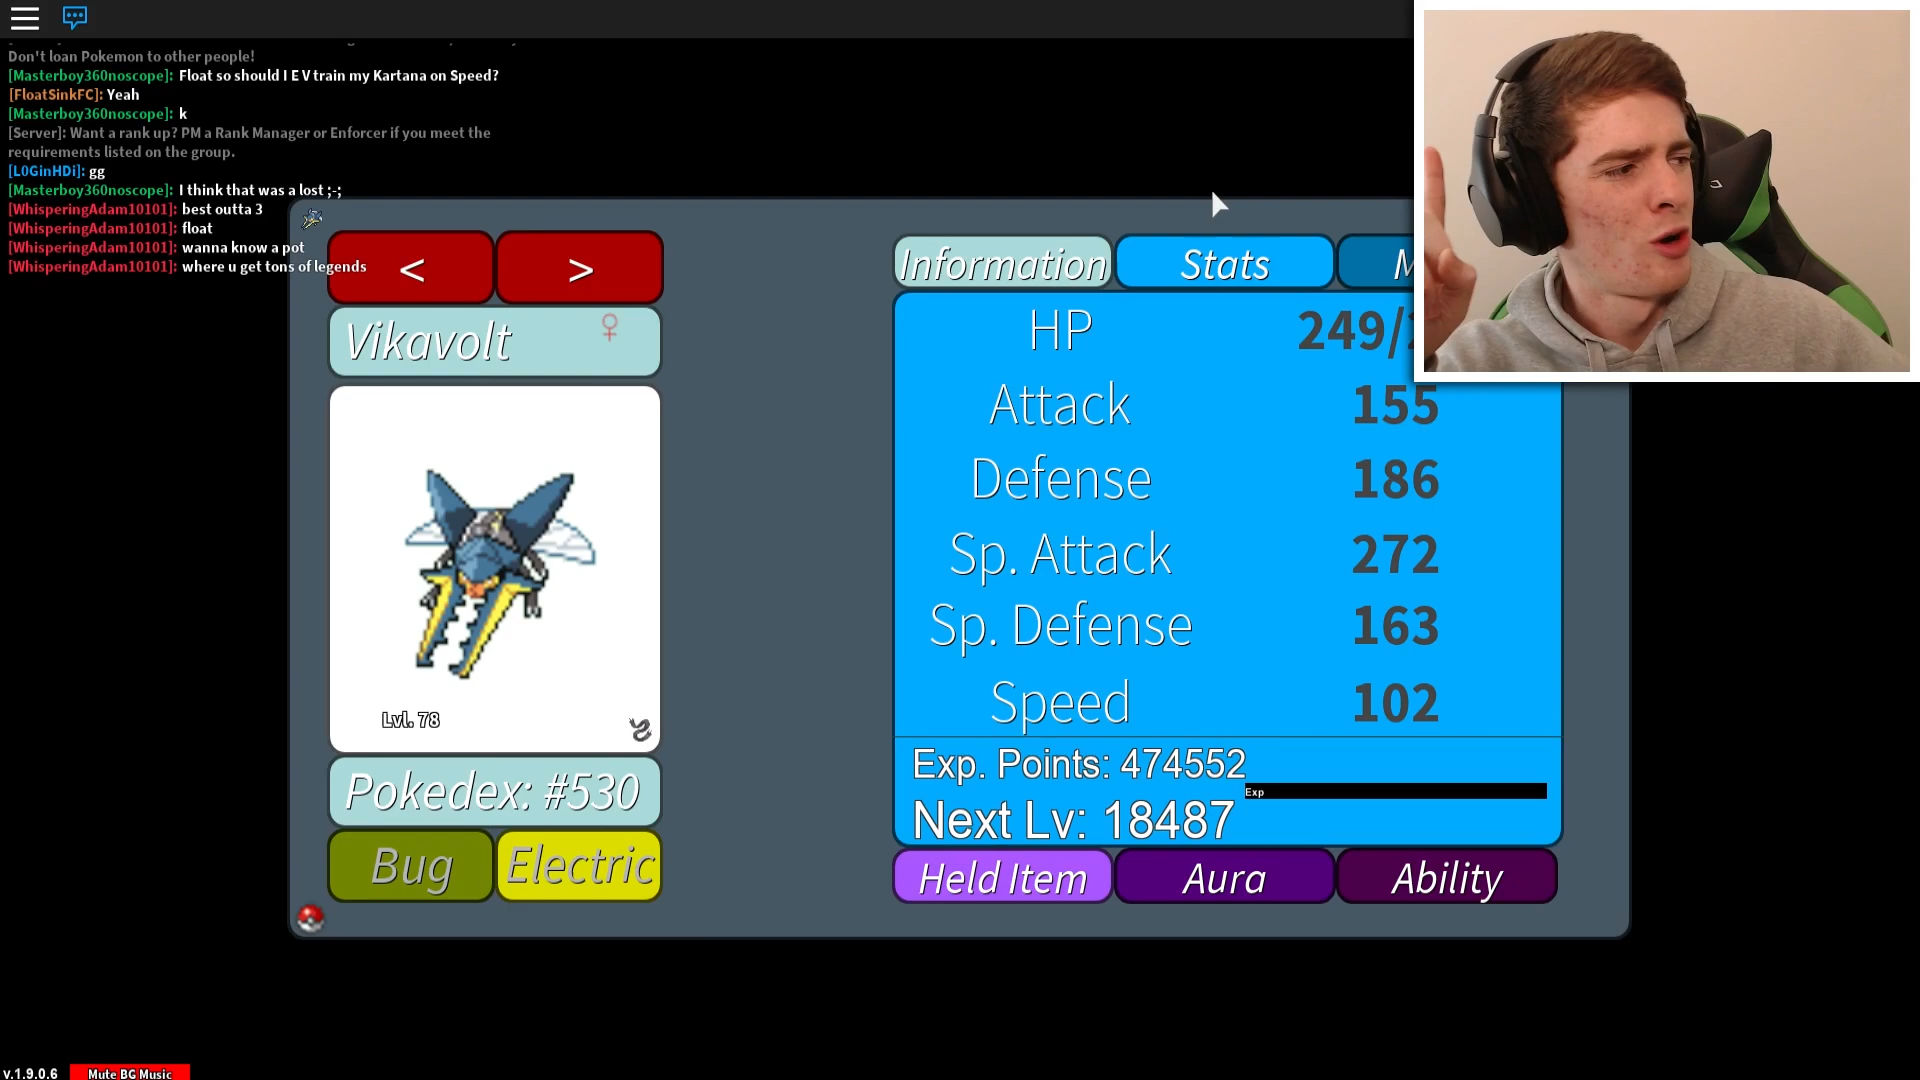 Don't loan Pokemon to other people!
[Masterboy360noscope]: Float so should I E V train my Kartana on Speed?
[FloatSinkFC]: Yeah
[Masterboy360noscope]: k
[Server]: Want a rank up? PM a Rank Manager or Enforcer if you meet the
requirements listed on the group.
[L0GinHDi]: gg
[Masterboy360noscope]: I think that was a lost ;-;
[WhisperingAdam10101]: best outta 3
[WhisperingAdam10101]: float
[WhisperingAdam10101]: wanna know a pot
[WhisperingAdam10101]: where u get tons of legends
< >
Vikavolt ♀
Lvl. 78
Pokedex: #530
Bug Electric
Information Stats M
HP 249/
Attack 155
Defense 186
Sp. Attack 272
Sp. Defense 163
Speed 102
Exp. Points: 474552
Exp
Next Lv: 18487
Held Item Aura Ability
v.1.9.0.6 Mute BG Music